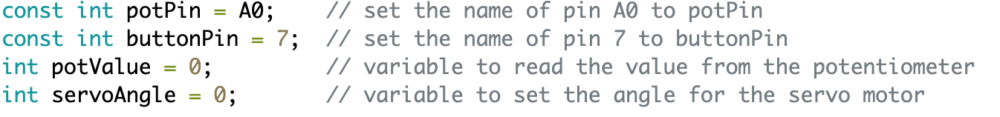 const int potPin = A0;    // set the name of pin A0 to potPin
const int buttonPin = 7;  // set the name of pin 7 to buttonPin
int potValue = 0;         // variable to read the value from the potentiometer
int servoAngle = 0;       // variable to set the angle for the servo motor